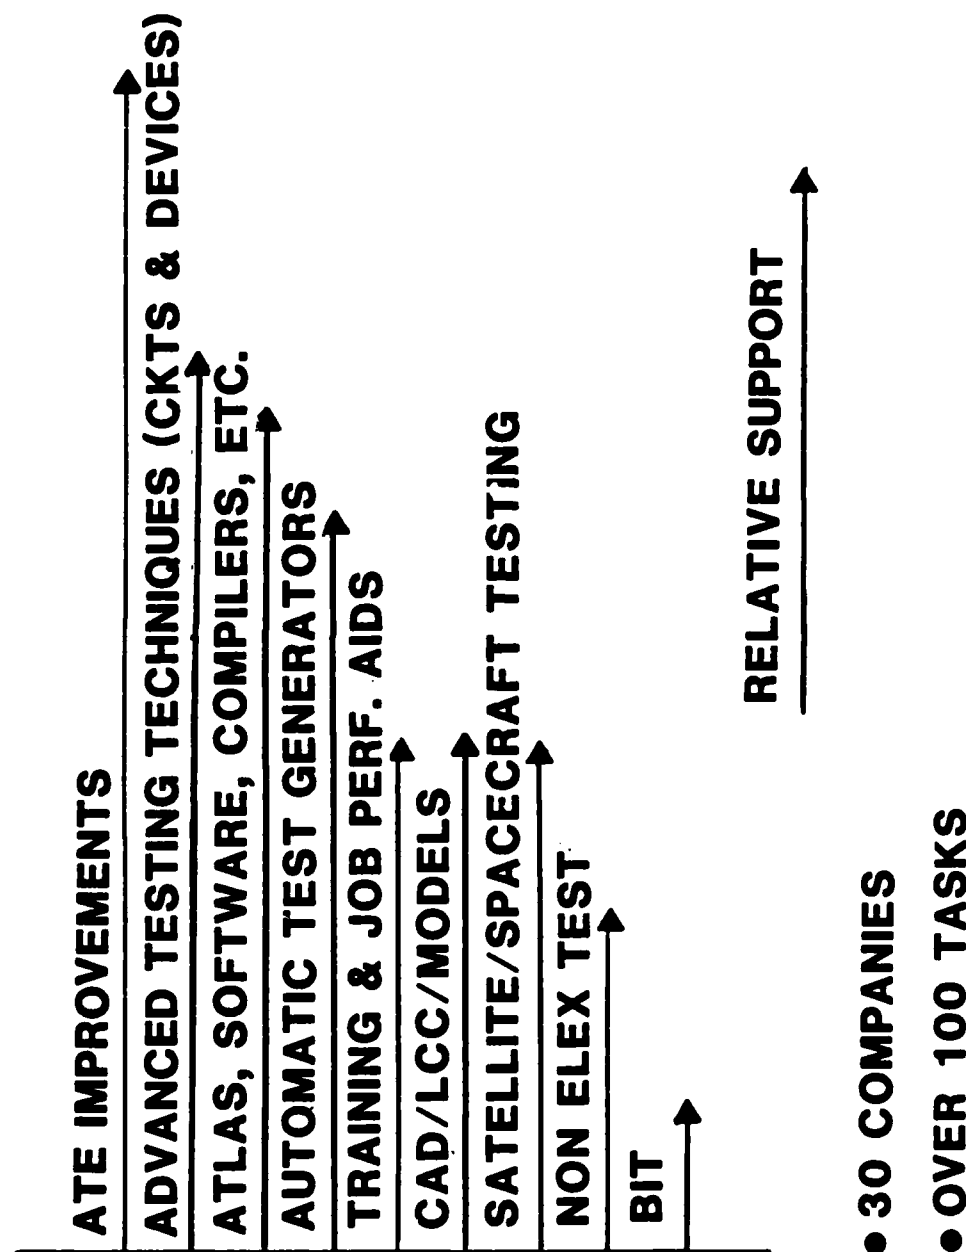 ATE IMPROVEMENTS
ADVANCED TESTING TECHNIQUES (CKTS & DEVICES)
ATLAS, SOFTWARE, COMPILERS, ETC.
AUTOMATIC TEST GENERATORS
TRAINING & JOB PERF. AIDS
CAD/LCC/MODELS
SATELLITE/SPACECRAFT TESTING
NON ELEX TEST
BIT
RELATIVE SUPPORT
● 30 COMPANIES
● OVER 100 TASKS